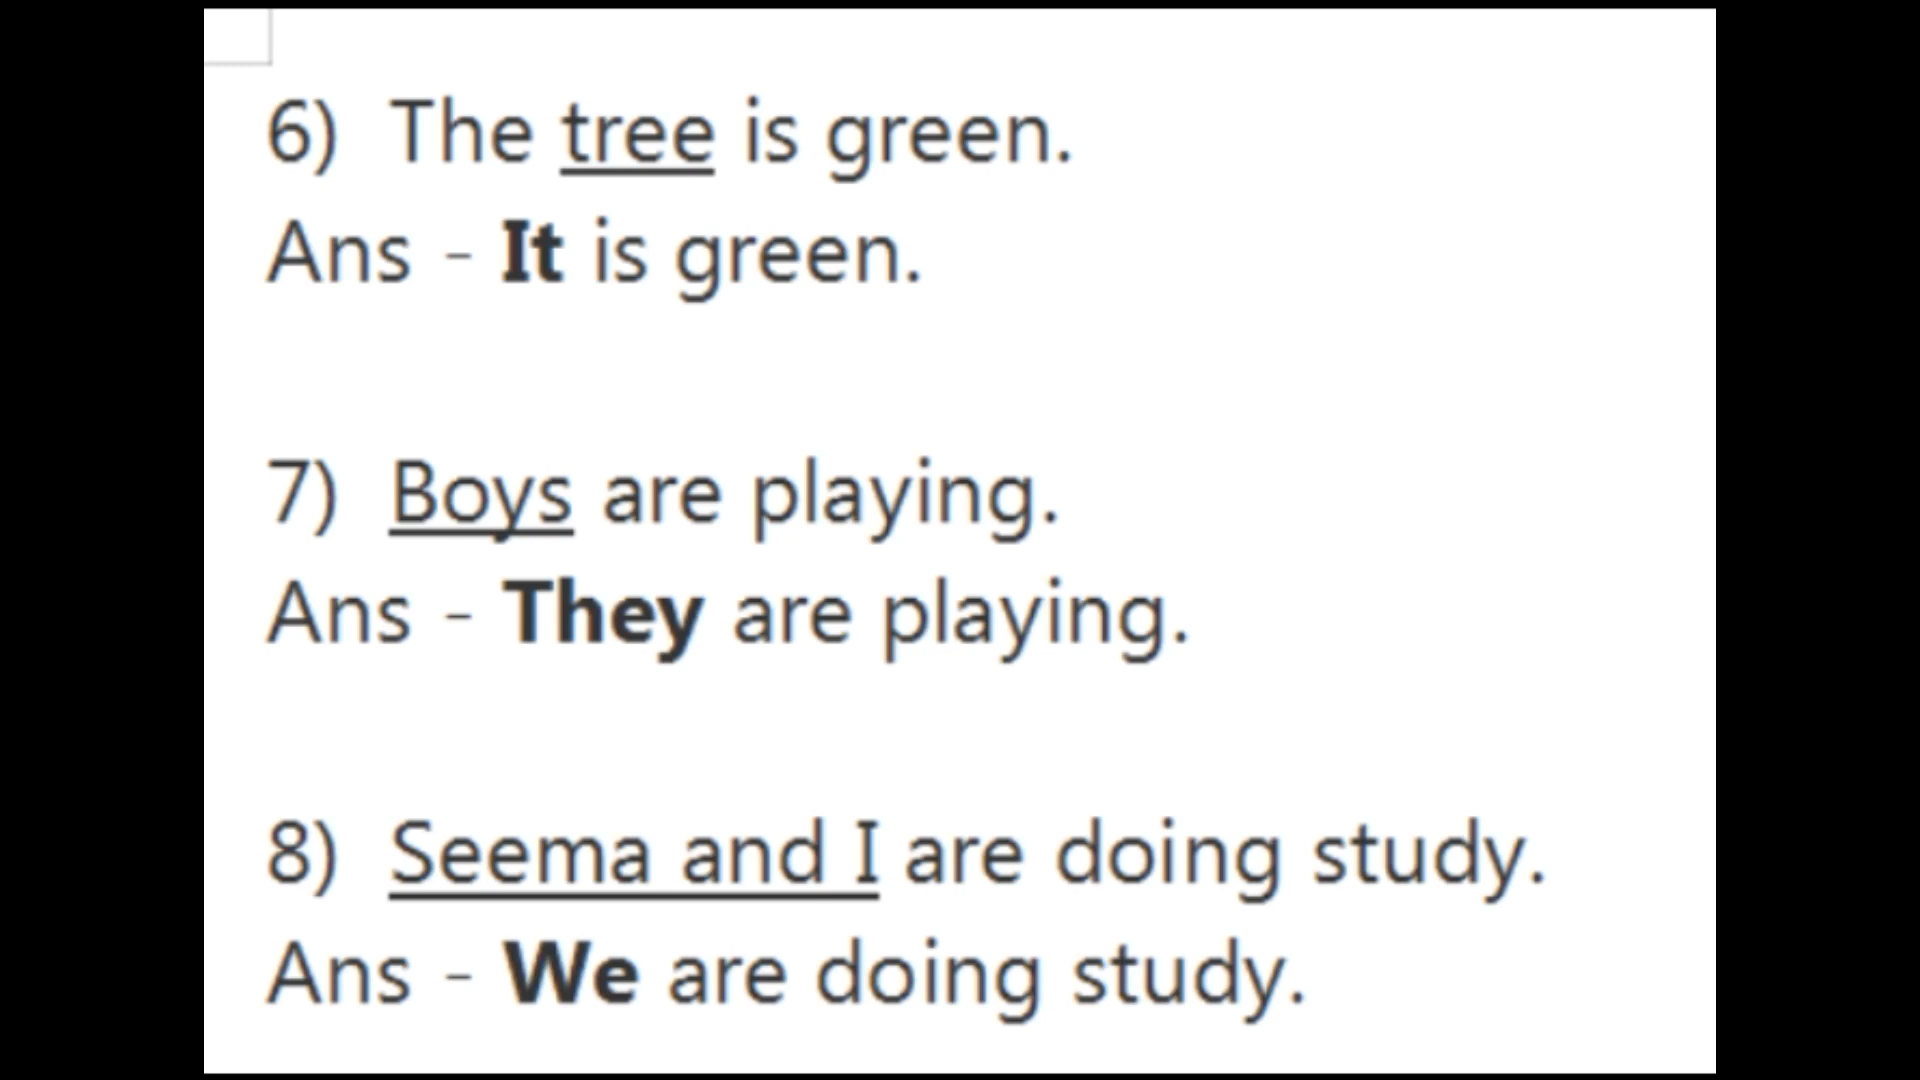 6) The tree is green.
Ans - It is green.
7) Boys are playing.
Ans - They are playing.
8) Seema and I are doing study.
Ans - We are doing study.